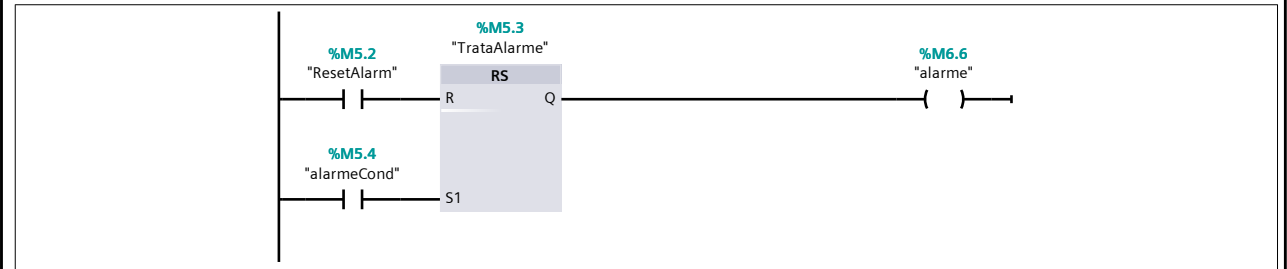 %M5.3
"TrataAlarme"
%M5.2
"ResetAlarm"
RS
%M6.6
"alarme"
R
Q
%M5.4
"alarmeCond"
S1